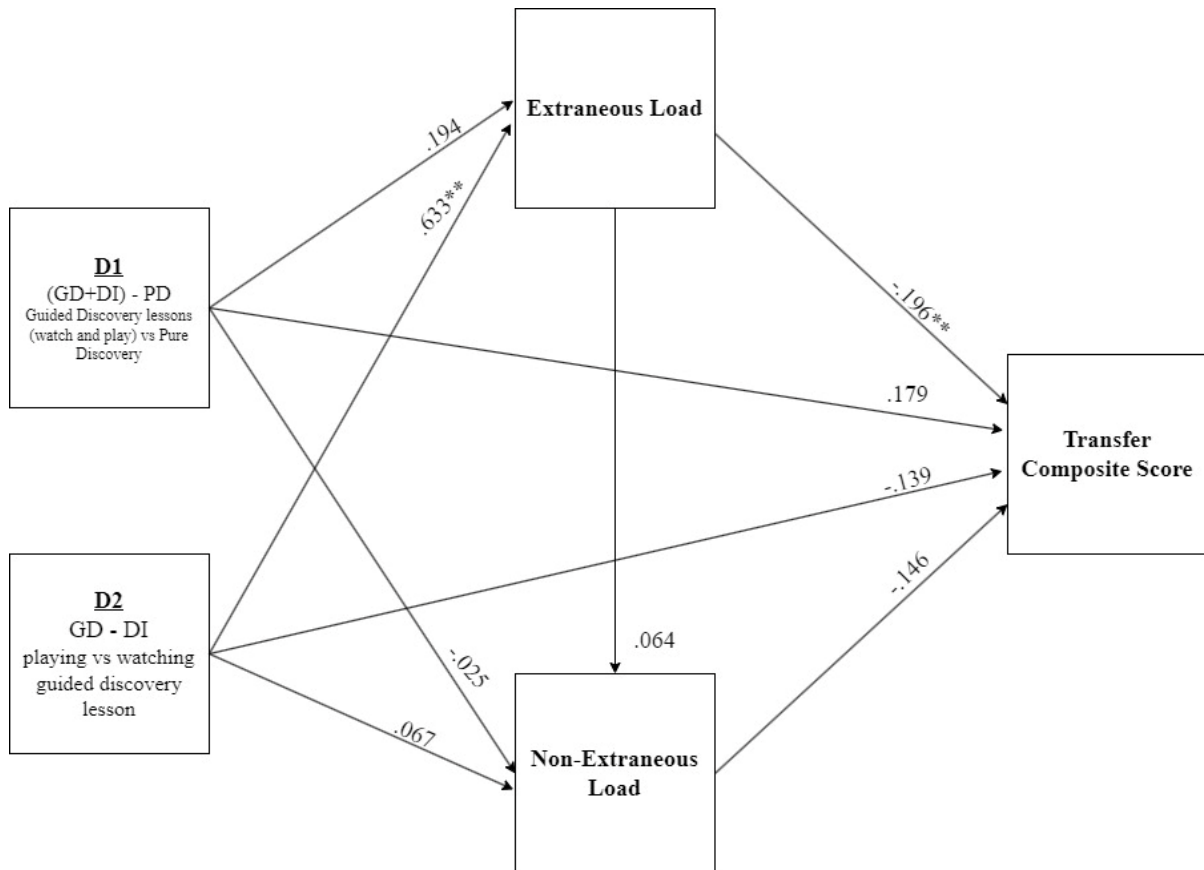 Extraneous Load
.194
.633**
D1
(GD+DI) - PD
Guided Discovery lessons
(watch and play) vs Pure
Discovery
-.196**
.179
Transfer
Composite Score
-.139
-.146
D2
GD - DI
playing vs watching
guided discovery
lesson
-.025
.064
.067
Non-Extraneous
Load